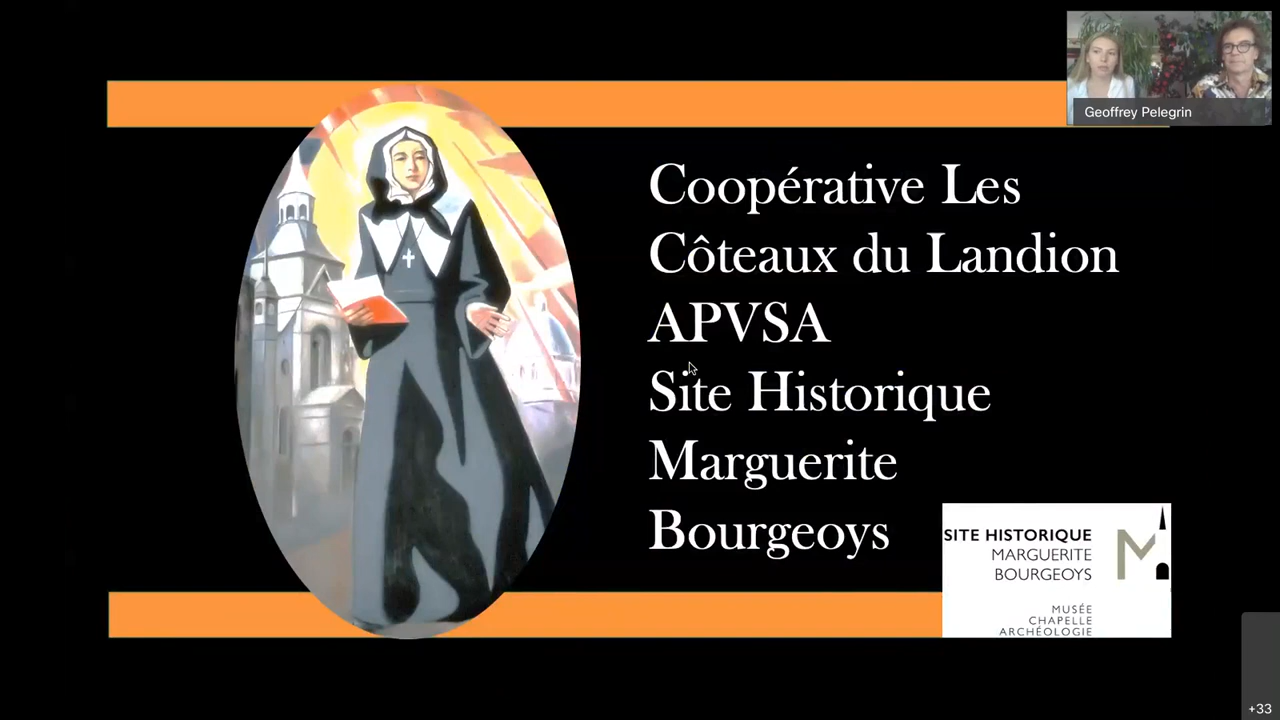 Geoffrey Pelegrin
Coopérative Les
Côteaux du Landion
APVSA
Site Historique
Marguerite
Bourgeoys
SITE HISTORIQUE
MARGUERITE
BOURGEOYS
MUSÉE
CHAPELLE
ARCHÉOLOGIE
+33